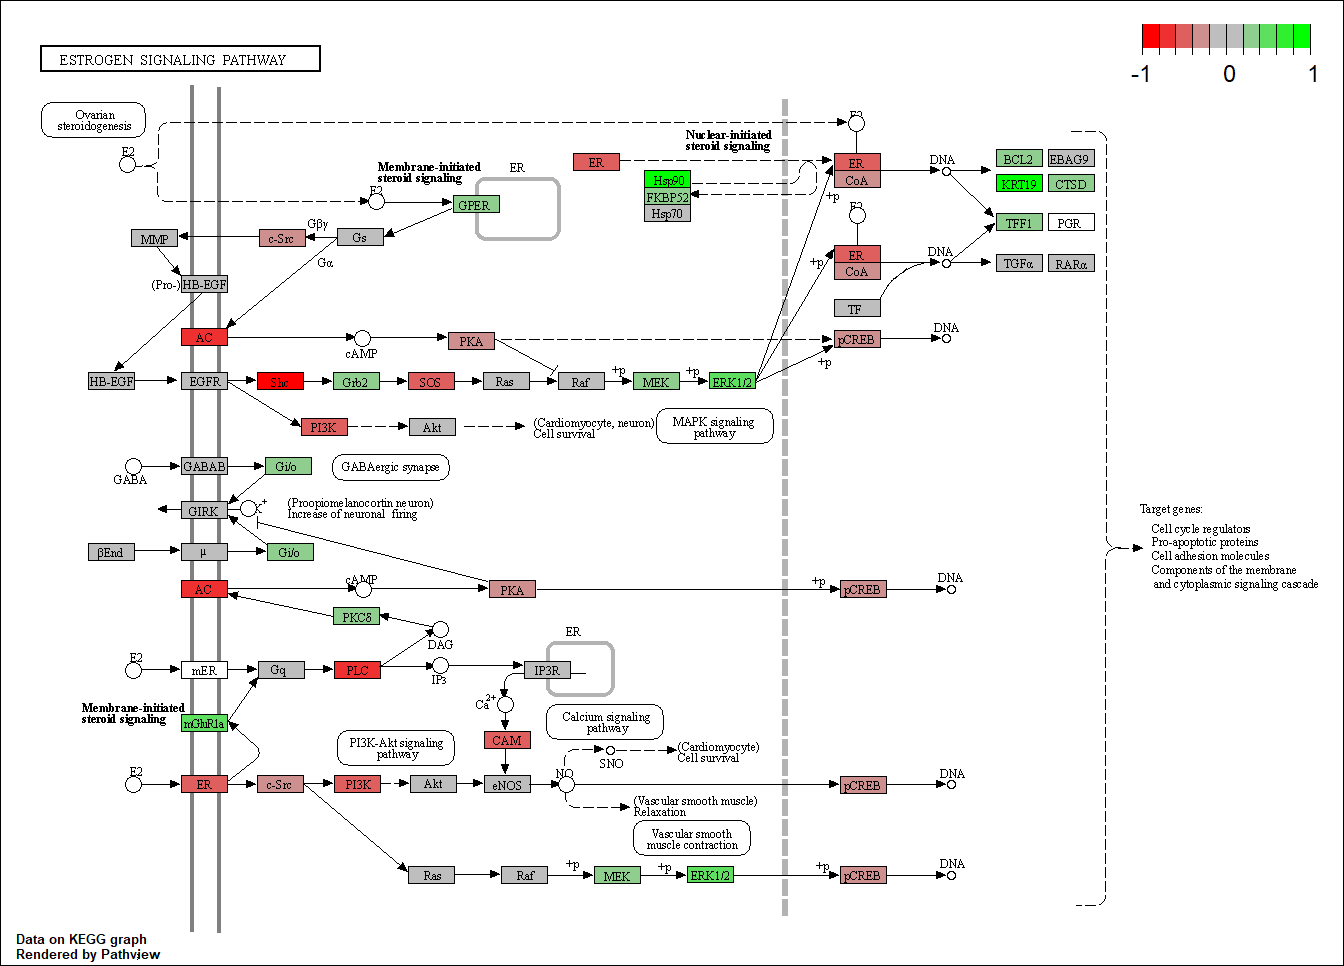 ESTROGEN SIGNALING PATHWAY
-1 0 1
Ovarian
steroidogenesis
E2
E2
Nuclear-initiated
steroid signaling
Membrane-initiated
steroid signaling
ER
ER
E2
GPER
Hsp90
FKBP52
Hsp70
+p
ER
CoA
DNA
BCL2
EBAG9
KRT19
CTSD
TFF1
PGR
E2
MMP
c-Src
Gβγ
Gs
Gα
+p
ER
CoA
DNA
TGFα
RARα
(Pro-)
HB-EGF
TF
AC
cAMP
PKA
pCREB
DNA
+p
HB-EGF
EGFR
Shc
Grb2
SOS
Ras
Raf
+p
MEK
+p
ERK1/2
PI3K
Akt
(Cardiomyocyte, neuron)
Cell survival
MAPK signaling
pathway
GABA
GABAB
Gi/o
GABAergic synapse
GIRK
K+
(Propiomelanocortin neuron)
Increase of neuronal firing
βEnd
μ
Gi/o
Target genes:
Cell cycle regulators
Pro-apoptotic proteins
Cell adhesion molecules
Components of the membrane
and cytoplasmic signaling cascade
AC
cAMP
PKA
+p
pCREB
DNA
PKCδ
DAG
E2
mER
Gq
PLC
IP3
ER
IP3R
Ca2+
Membrane-initiated
steroid signaling
mGluR1a
PI3K-Akt signaling
pathway
CAM
Calcium signaling
pathway
SNO
(Cardiomyocyte)
Cell survival
E2
ER
c-Src
PI3K
Akt
eNOS
NO
pCREB
DNA
(Vascular smooth muscle)
Relaxation
Vascular smooth
muscle contraction
Ras
Raf
+p
MEK
+p
ERK1/2
+p
pCREB
DNA
Data on KEGG graph
Rendered by Pathview